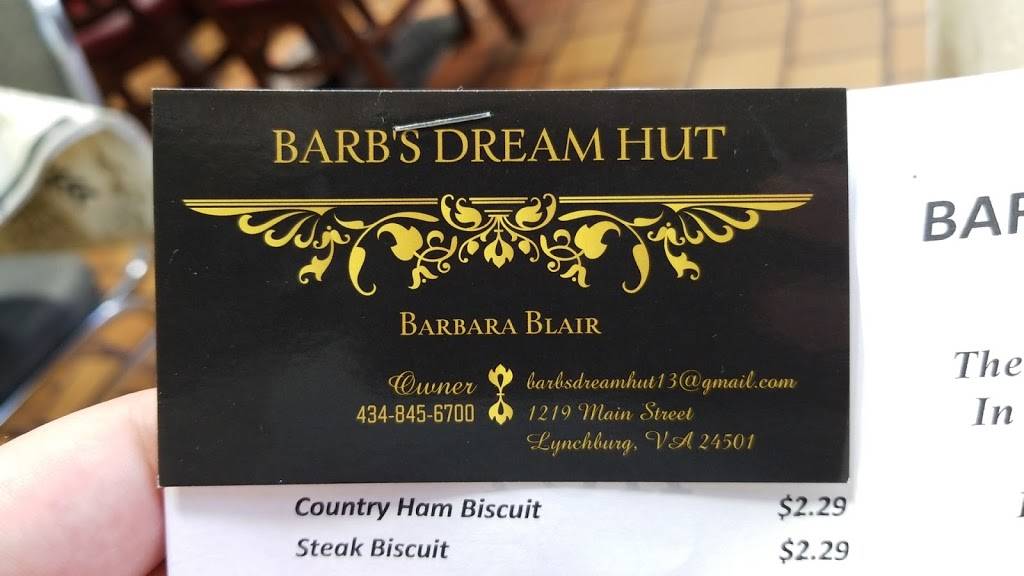 BARB'S DREAM HUT
BARBARA BLAIR
Owner
434-845-6700
barbsdreamhut13@gmail.com
1219 Main Street
Lynchburg, VA 24501
Country Ham Biscuit $2.29
Steak Biscuit $2.29
The
In